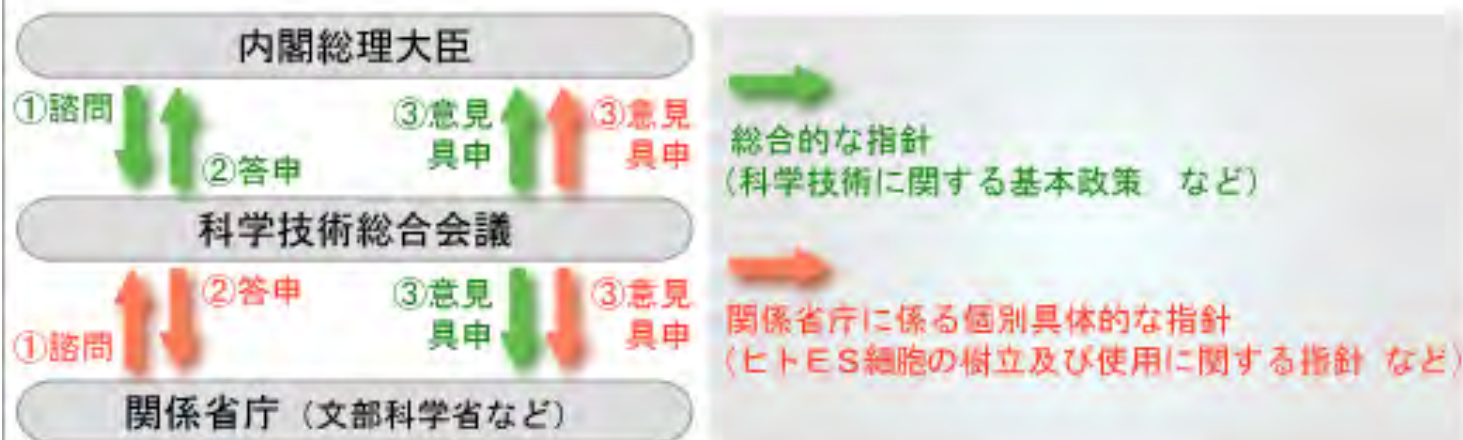 内閣総理大臣
①諮問
②答申
③意見
具申
③意見
具申
科学技術総合会議
①諮問
②答申
③意見
具申
③意見
具申
関係省庁（文部科学省など）
総合的な指針
（科学技術に関する基本政策　など）
関係省庁に係る個別具体的な指針
（ヒトＥＳ細胞の樹立及び使用に関する指針 など）